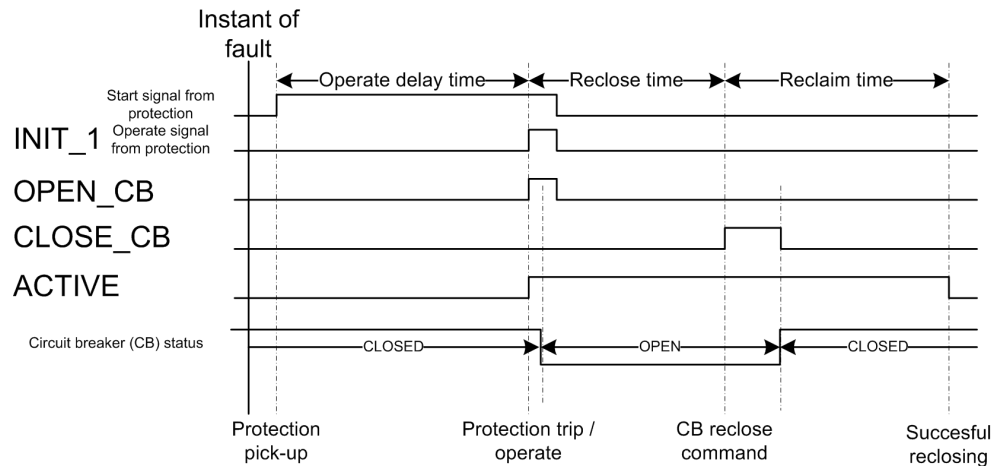 Instant of
fault
Operate delay time
Reclose time
Reclaim time
Start signal from
protection
INIT_1
Operate signal
from protection
OPEN_CB
CLOSE_CB
ACTIVE
Circuit breaker (CB) status
CLOSED
OPEN
CLOSED
Protection
pick-up
Protection trip /
operate
CB reclose
command
Succesful
reclosing